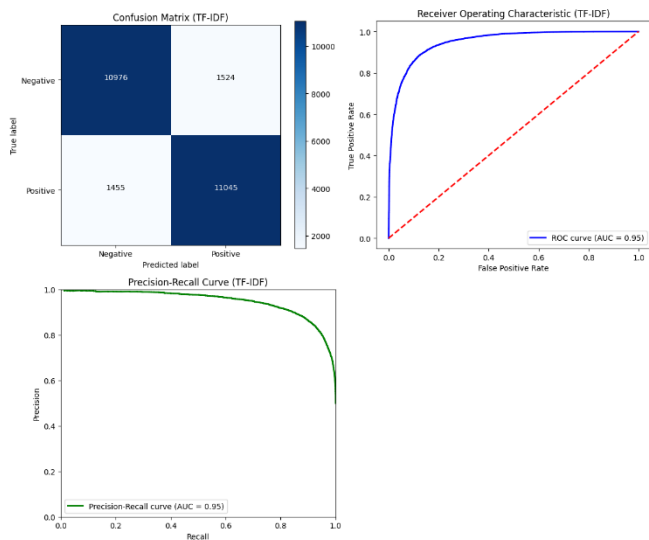 Confusion Matrix (TF-IDF)
True label
Negative
Positive
10976
1524
1455
11045
Negative
Positive
Predicted label
10000
8000
6000
4000
2000
Receiver Operating Characteristic (TF-IDF)
True Positive Rate
1.0
0.8
0.6
0.4
0.2
0.0
0.0
0.2
0.4
0.6
0.8
1.0
False Positive Rate
ROC curve (AUC = 0.95)
Precision-Recall Curve (TF-IDF)
Precision
1.0
0.8
0.6
0.4
0.2
0.0
0.0
0.2
0.4
0.6
0.8
1.0
Recall
Precision-Recall curve (AUC = 0.95)